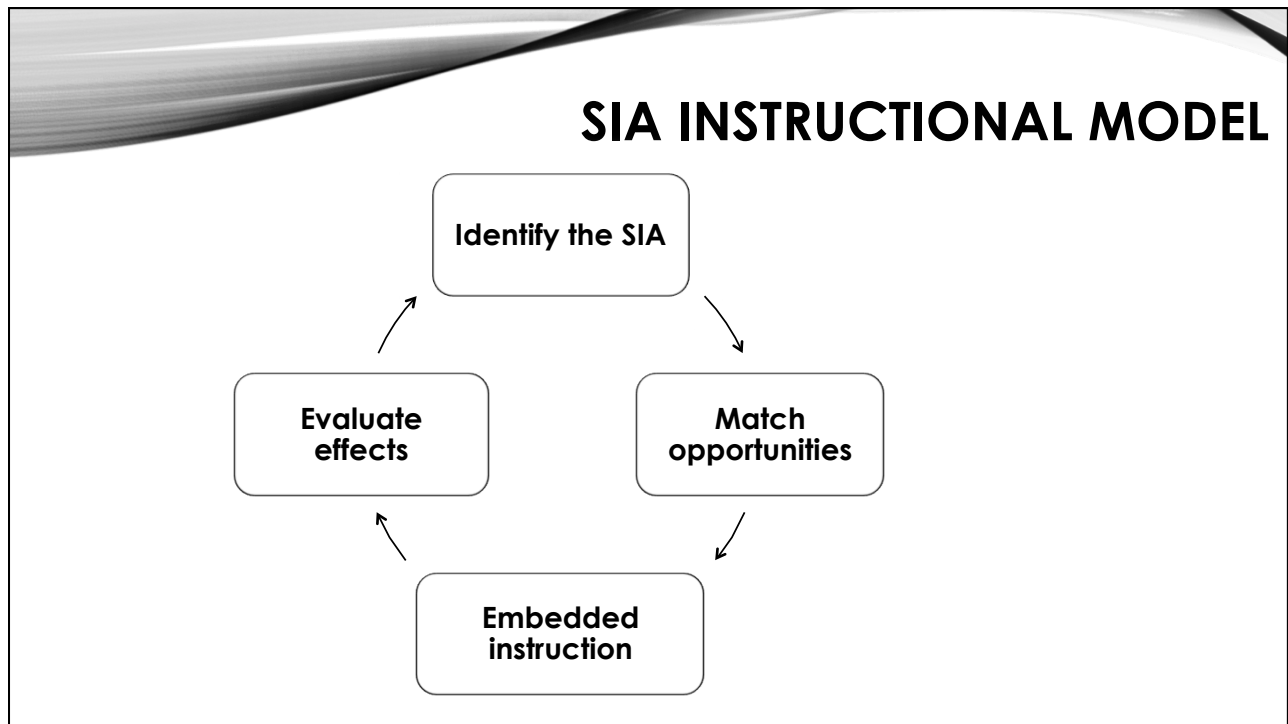 SIA INSTRUCTIONAL MODEL
Identify the SIA
Match
opportunities
Embedded
instruction
Evaluate
effects